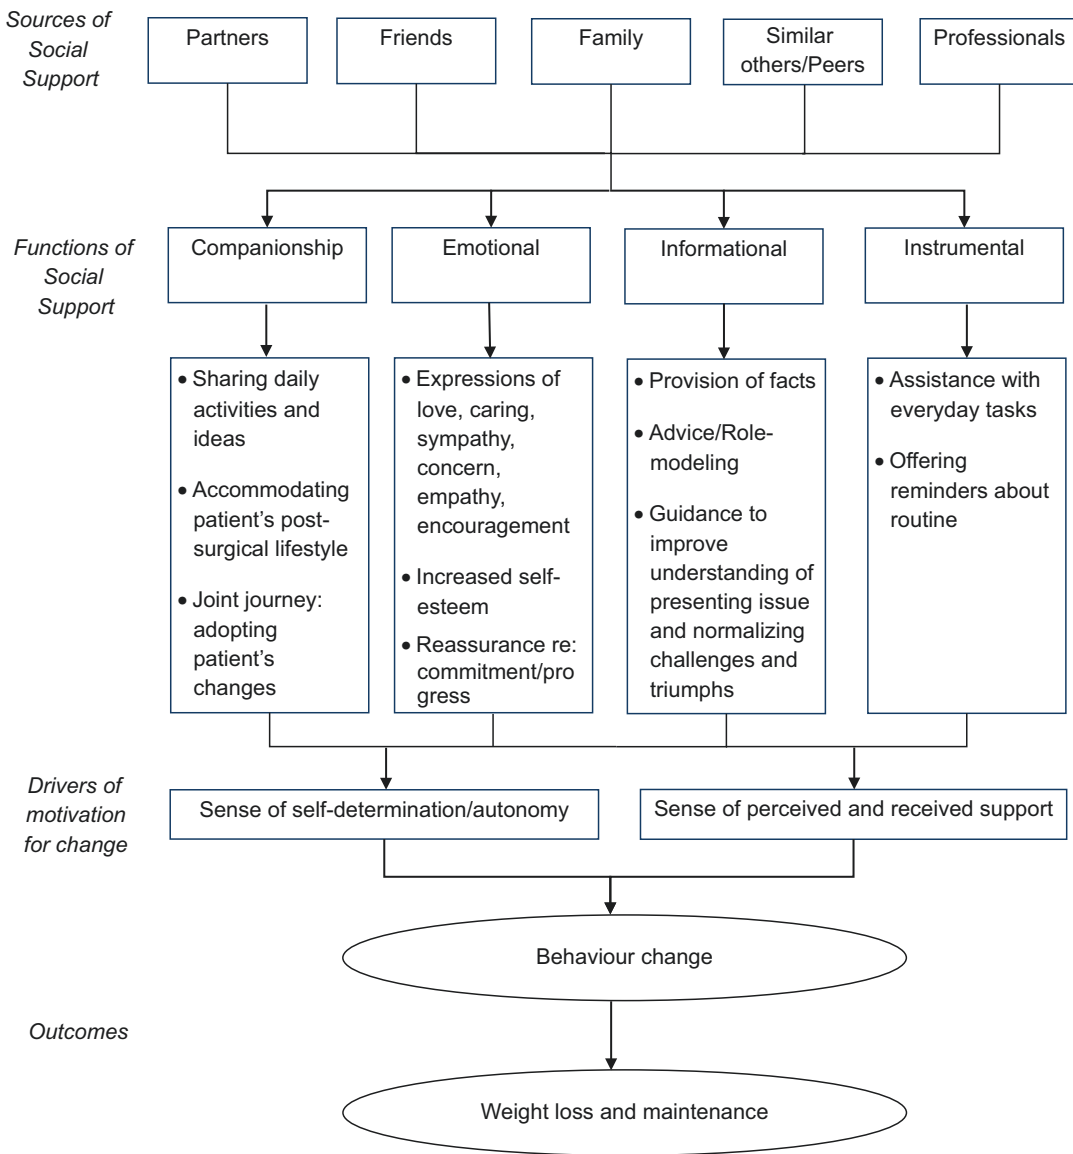 Sources of
Social
Support
Partners
Friends
Family
Similar
others/Peers
Professionals
Functions of
Social
Support
Companionship
Emotional
Informational
Instrumental
• Sharing daily
activities and
ideas
• Accommodating
patient's post-
surgical lifestyle
• Joint journey:
adopting
patient's
changes
• Expressions of
love, caring,
sympathy,
concern,
empathy,
encouragement
• Increased self-
esteem
• Reassurance re:
commitment/pro
gress
• Provision of facts
• Advice/Role-
modeling
• Guidance to
improve
understanding of
presenting issue
and normalizing
challenges and
triumphs
• Assistance with
everyday tasks
• Offering
reminders about
routine
Drivers of
motivation
for change
Sense of self-determination/autonomy
Sense of perceived and received support
Behaviour change
Outcomes
Weight loss and maintenance